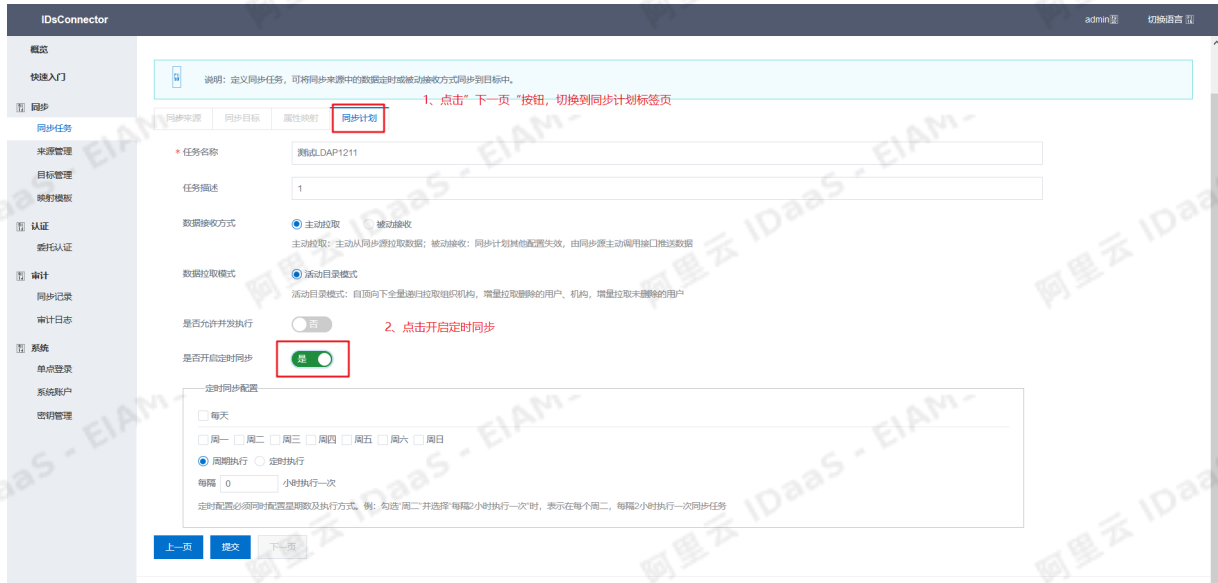 IDsConnector
admin
切换语言
概览
快速入门
同步
同步任务
来源管理
目标管理
映射模板
认证
委托认证
审计
同步记录
审计日志
系统
单点登录
系统账户
密钥管理
说明：定义同步任务，可将同步来源中的数据定时或被动接收方式同步到目标中。
1、点击”下一页“按钮，切换到同步计划标签页
同步来源 同步目标 属性映射 同步计划
* 任务名称 测试LDAP1211
任务描述 1
数据接收方式 主动拉取 被动接收
主动拉取：主动从同步源拉取数据；被动接收：同步计划其他配置失效，由同步源主动调用接口推送数据
数据拉取模式 活动目录模式
活动目录模式：自顶向下全量递归拉取组织机构，增量拉取删除的用户、机构，增量拉取未删除的用户
是否允许并发执行 否
2、点击开启定时同步
是否开启定时同步 是
定时同步配置
每天
周一 周二 周三 周四 周五 周六 周日
周期执行 定时执行
每隔 0 小时执行一次
定时配置必须同时配置星期数及执行方式。例：勾选“周二”并选择“每隔2小时执行一次”时，表示在每个周二，每隔2小时执行一次同步任务
上一页 提交 下一页
阿里云 IDaaS - EIAM-